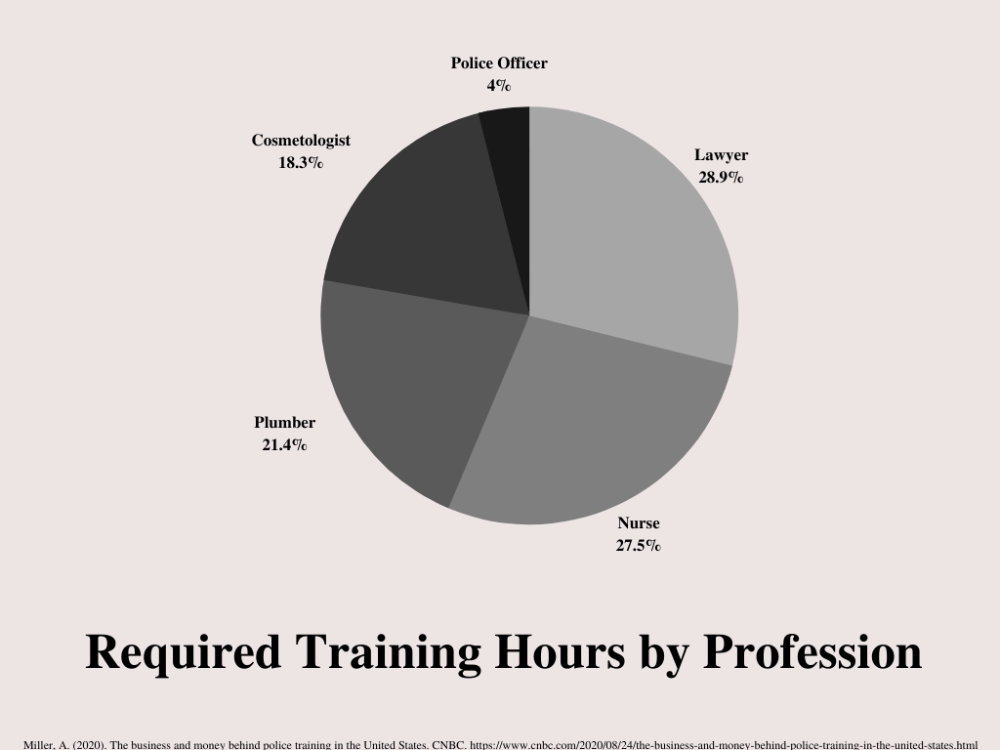 Police Officer
4%
Cosmetologist
18.3%
Lawyer
28.9%
Plumber
21.4%
Nurse
27.5%
Required Training Hours by Profession
Miller, A. (2020). The business and money behind police training in the United States. CNBC. https://www.cnbc.com/2020/08/24/the-business-and-money-behind-police-training-in-the-united-states.html